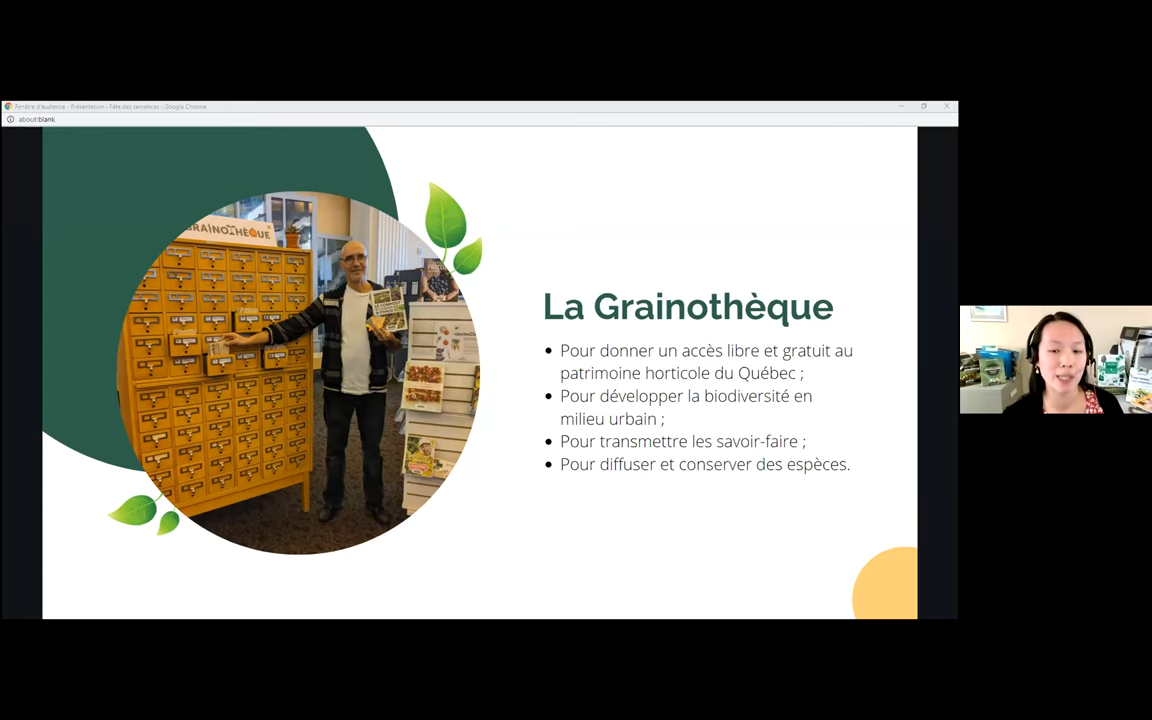 Fenêtre d'audience - Présentation - Fête des semences - Google Chrome
about:blank
GRAINOTHÈQUE
La Grainothèque
• Pour donner un accès libre et gratuit au
patrimoine horticole du Québec ;
• Pour développer la biodiversité en
milieu urbain ;
• Pour transmettre les savoir-faire ;
• Pour diffuser et conserver des espèces.